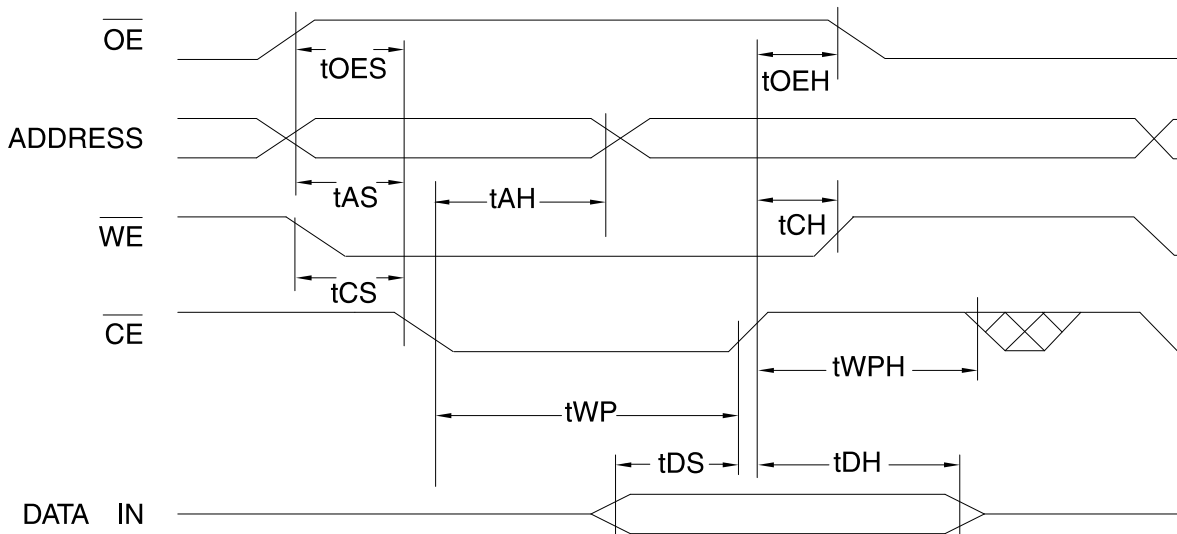 OE
tOES
tOEH
ADDRESS
tAS
tAH
tCH
WE
tCS
CE
tWPH
tWP
tDS
tDH
DATA IN